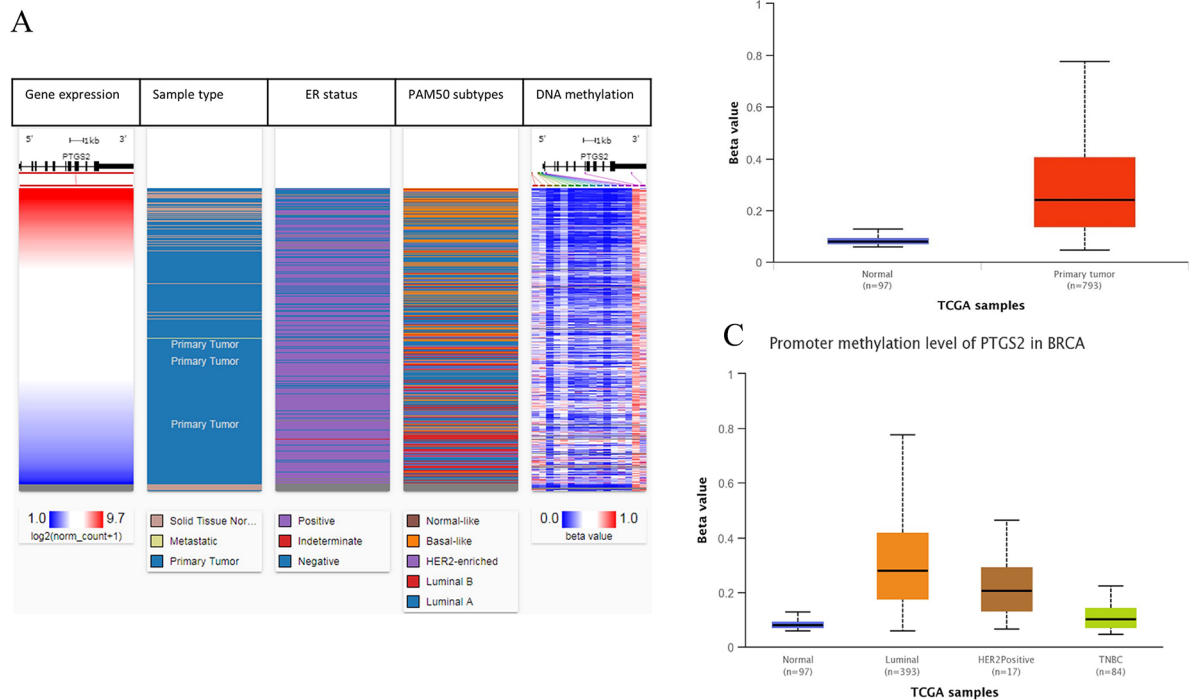 A
Gene expression
Sample type
ER status
PAM50 subtypes
DNA methylation
5'
1kb
3'
PTGS2
5'
1kb
3'
PTGS2
Primary Tumor
Primary Tumor
Primary Tumor
1.0
9.7
log2(norm_count+1)
Solid Tissue Nor...
Metastatic
Primary Tumor
Positive
Indeterminate
Negative
Normal-like
Basal-like
HER2-enriched
Luminal B
Luminal A
0.0
1.0
beta value
1
0.8
0.6
0.4
0.2
0
Beta value
Normal
(n=97)
Primary tumor
(n=793)
TCGA samples
C
Promoter methylation level of PTGS2 in BRCA
1
0.8
0.6
0.4
0.2
0
Beta value
Normal
(n=97)
Luminal
(n=393)
HER2Positive
(n=17)
TNBC
(n=84)
TCGA samples